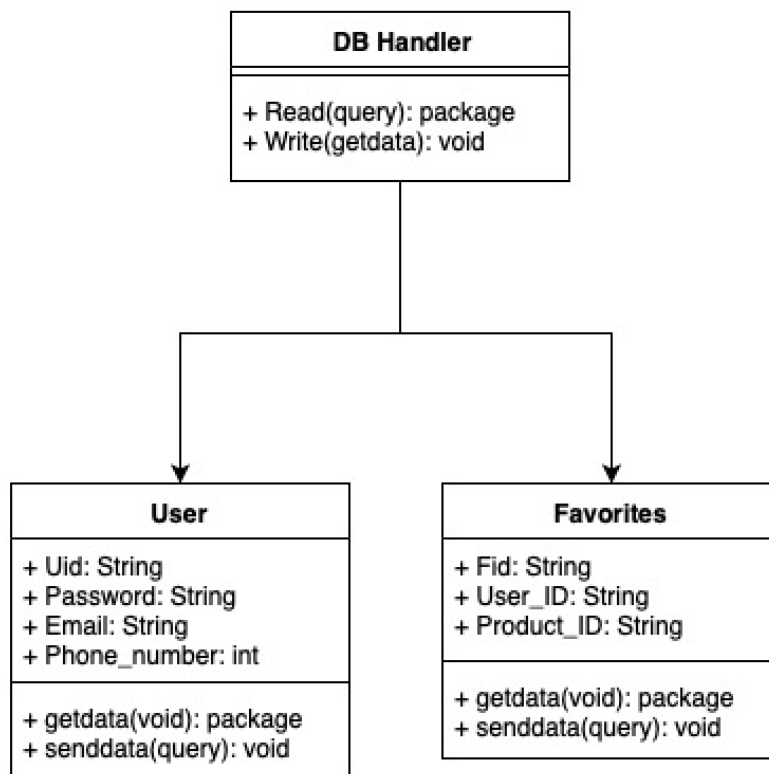 DB Handler
+ Read(query): package
+ Write(getdata): void
User
+ Uid: String
+ Password: String
+ Email: String
+ Phone_number: int
+ getdata(void): package
+ senddata(query): void
Favorites
+ Fid: String
+ User_ID: String
+ Product_ID: String
+ getdata(void): package
+ senddata(query): void